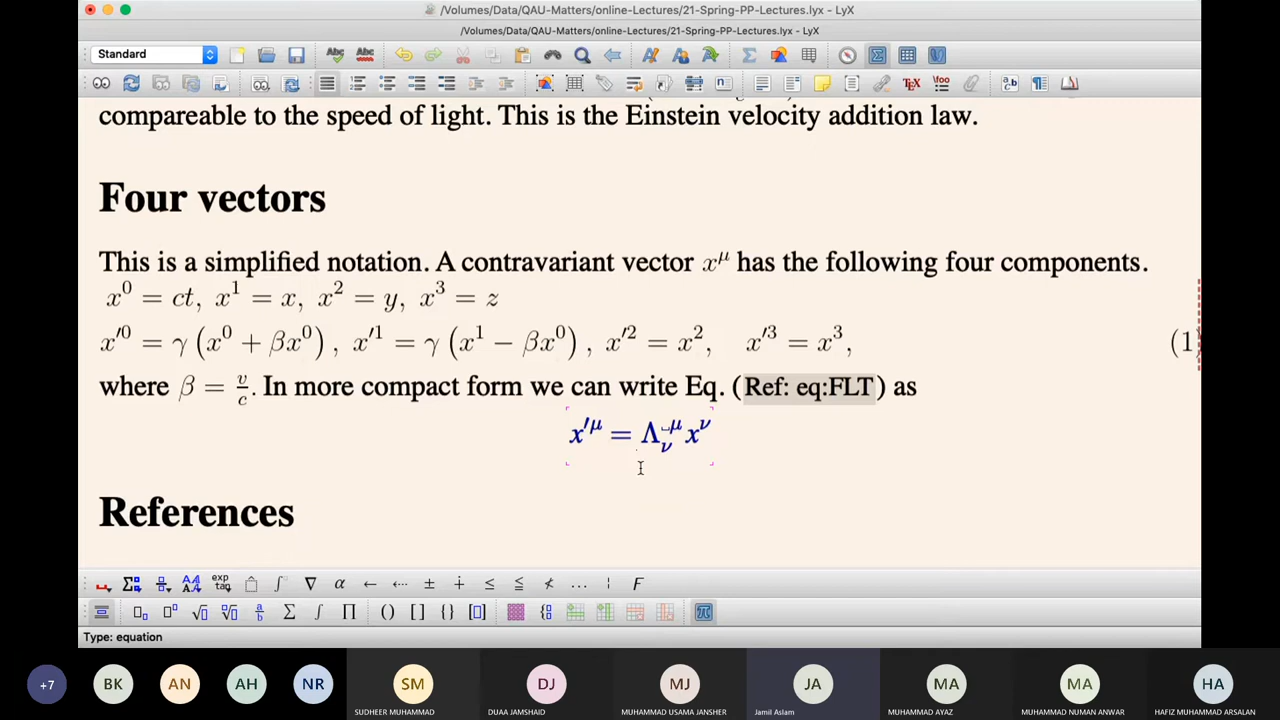 /Volumes/Data/QAU-Matters/online-Lectures/21-Spring-PP-Lectures.lyx - LyX
/Volumes/Data/QAU-Matters/online-Lectures/21-Spring-PP-Lectures.lyx - LyX
Standard
compareable to the speed of light. This is the Einstein velocity addition law.
Four vectors
This is a simplified notation. A contravariant vector x^μ has the following four components.
x^0 = ct, x^1 = x, x^2 = y, x^3 = z
x′^0 = γ (x^0 + βx^0), x′^1 = γ (x^1 − βx^0), x′^2 = x^2, x′^3 = x^3, (1
where β = v/c. In more compact form we can write Eq. (Ref: eq:FLT) as
x′^μ = Λ_ν^μ x^ν
References
Type: equation
+7 BK AN AH NR SM DJ MJ JA MA MA HA
SUDHEER MUHAMMAD DUAA JAMSHAID MUHAMMAD USAMA JANSHER Jamil Aslam MUHAMMAD AYAZ MUHAMMAD NUMAN ANWAR HAFIZ MUHAMMAD ARSALAN